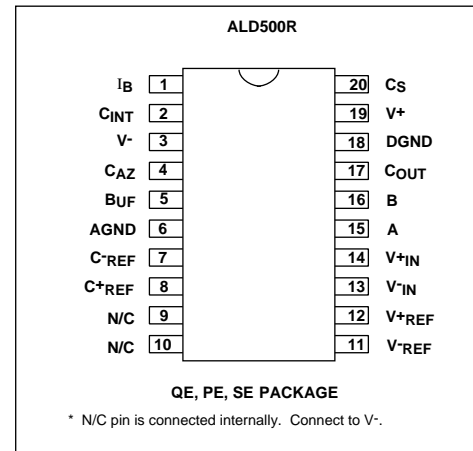 ALD500R
IB 1 20 CS
CINT 2 19 V+
V- 3 18 DGND
CAZ 4 17 COUT
BUF 5 16 B
AGND 6 15 A
C-REF 7 14 V+IN
C+REF 8 13 V-IN
N/C 9 12 V+REF
N/C 10 11 V-REF
QE, PE, SE PACKAGE
* N/C pin is connected internally. Connect to V-.